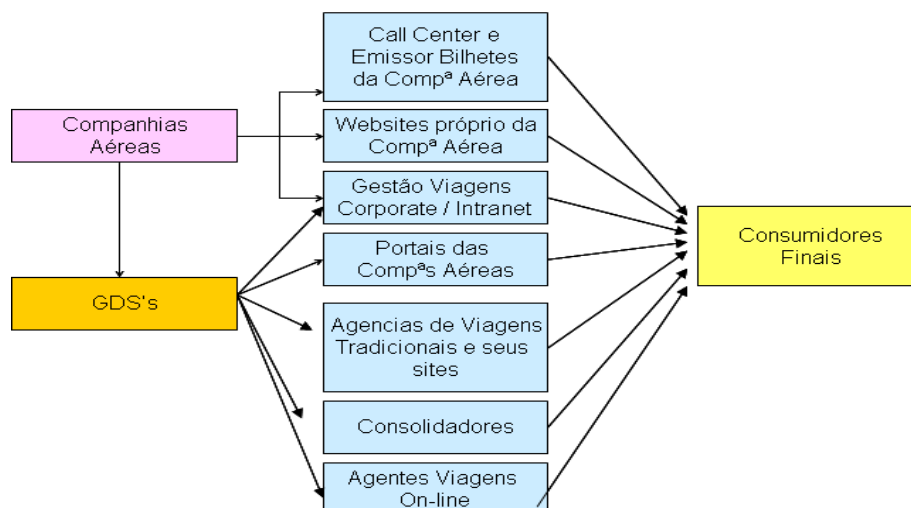 Call Center e
Emissor Bilhetes
da Compª Aérea
Companhias
Aéreas
Websites próprio da
Compª Aérea
Gestão Viagens
Corporate / Intranet
Portais das
Compªs Aéreas
Consumidores
Finais
GDS's
Agencias de Viagens
Tradicionais e seus
sites
Consolidadores
Agentes Viagens
On-line